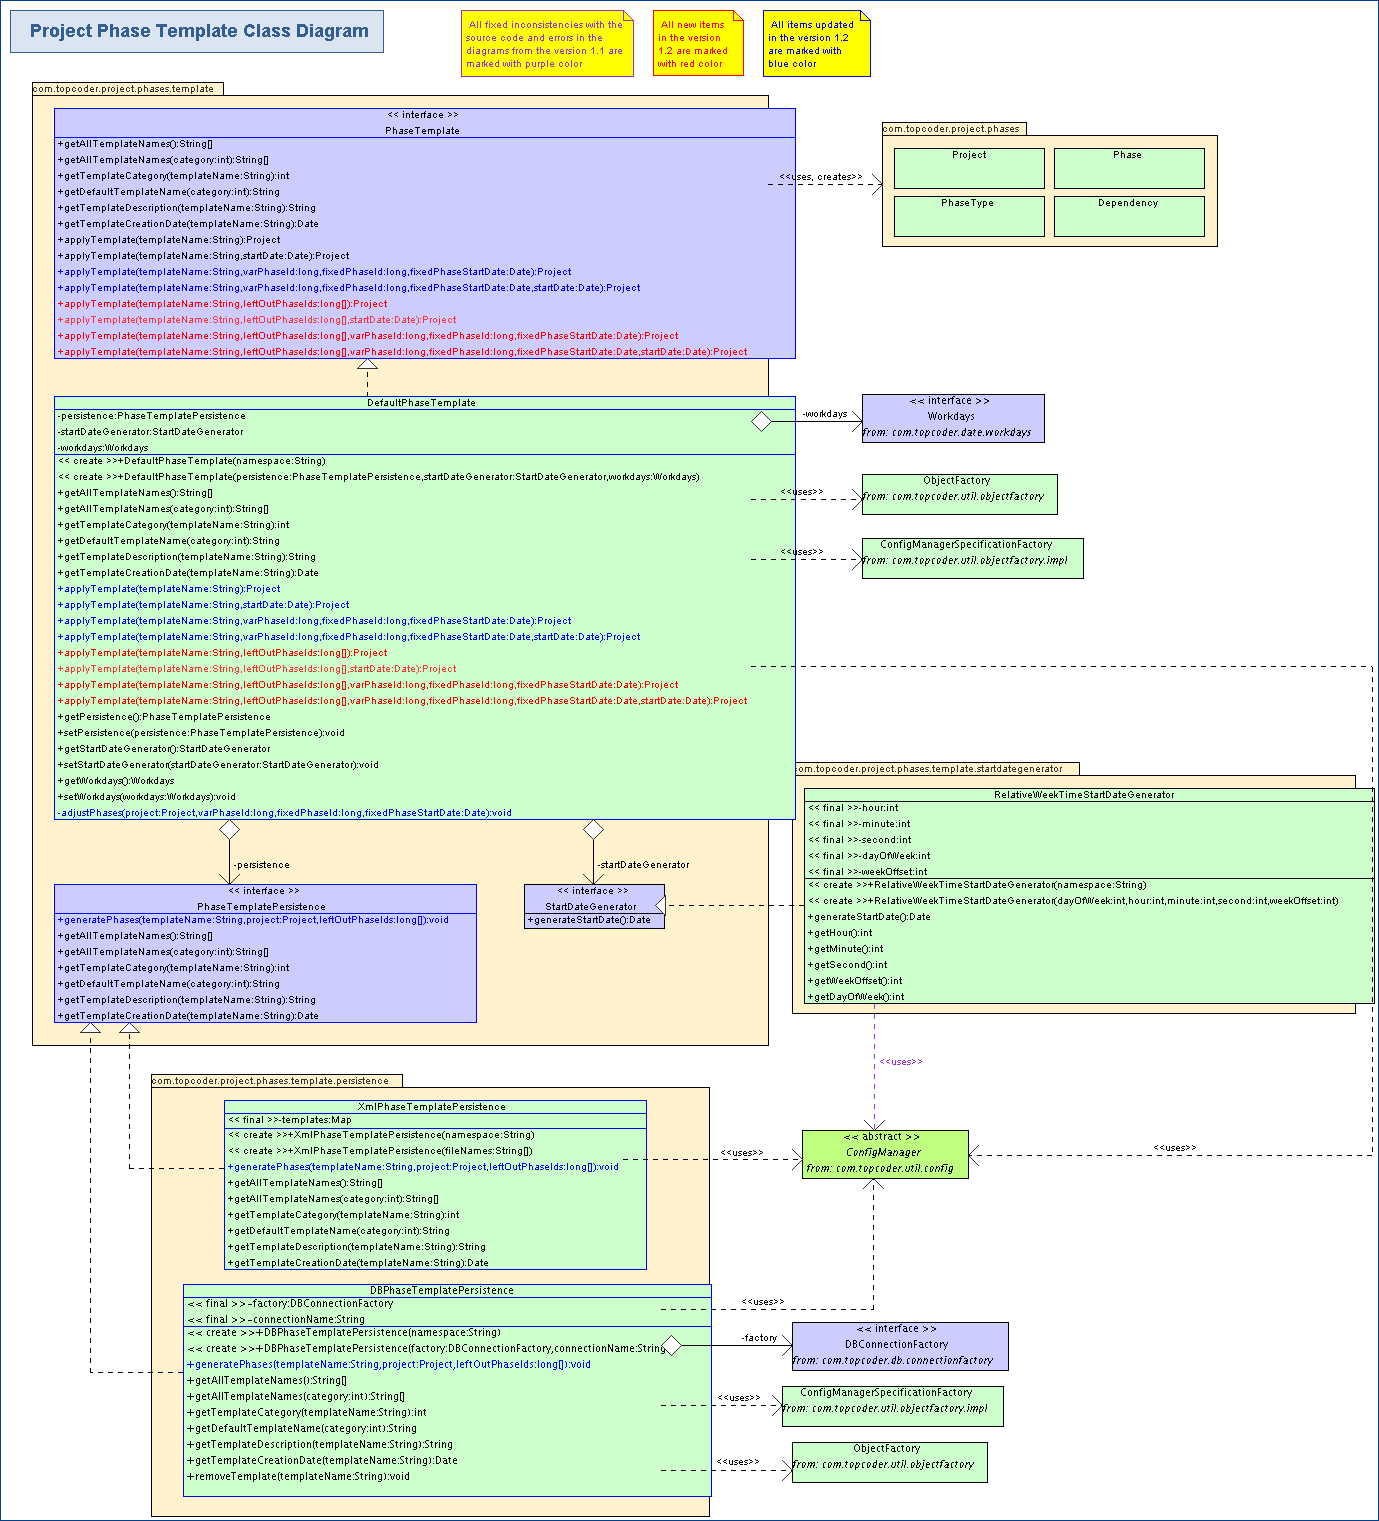 Project Phase Template Class Diagram
All fixed inconsistencies with the
source code and errors in the
diagrams from the version 1.1 are
marked with purple color
All new items
in the version
1.2 are marked
with red color
All items updated
in the version 1.2
are marked with
blue color
com.topcoder.project.phases.template
<< interface >>
PhaseTemplate
+getAllTemplateNames():String[]
+getAllTemplateNames(category:int):String[]
+getTemplateCategory(templateName:String):int
+getDefaultTemplateName(category:int):String
+getTemplateDescription(templateName:String):String
+getTemplateCreationDate(templateName:String):Date
+applyTemplate(templateName:String):Project
+applyTemplate(templateName:String,startDate:Date):Project
+applyTemplate(templateName:String,varPhaseId:long,fixedPhaseId:long,fixedPhaseStartDate:Date):Project
+applyTemplate(templateName:String,varPhaseId:long,fixedPhaseId:long,fixedPhaseStartDate:Date,startDate:Date):Project
+applyTemplate(templateName:String,leftOutPhaseIds:long[]):Project
+applyTemplate(templateName:String,leftOutPhaseIds:long[],startDate:Date):Project
+applyTemplate(templateName:String,leftOutPhaseIds:long[],varPhaseId:long,fixedPhaseId:long,fixedPhaseStartDate:Date):Project
+applyTemplate(templateName:String,leftOutPhaseIds:long[],varPhaseId:long,fixedPhaseId:long,fixedPhaseStartDate:Date,startDate:Date):Project
<<uses, creates>>
com.topcoder.project.phases
Project
Phase
PhaseType
Dependency
DefaultPhaseTemplate
-persistence:PhaseTemplatePersistence
-startDateGenerator:StartDateGenerator
-workdays:Workdays
<< create >>+DefaultPhaseTemplate(namespace:String)
<< create >>+DefaultPhaseTemplate(persistence:PhaseTemplatePersistence,startDateGenerator:StartDateGenerator,workdays:Workdays)
+getAllTemplateNames():String[]
+getAllTemplateNames(category:int):String[]
+getTemplateCategory(templateName:String):int
+getDefaultTemplateName(category:int):String
+getTemplateDescription(templateName:String):String
+getTemplateCreationDate(templateName:String):Date
+applyTemplate(templateName:String):Project
+applyTemplate(templateName:String,startDate:Date):Project
+applyTemplate(templateName:String,varPhaseId:long,fixedPhaseId:long,fixedPhaseStartDate:Date):Project
+applyTemplate(templateName:String,varPhaseId:long,fixedPhaseId:long,fixedPhaseStartDate:Date,startDate:Date):Project
+applyTemplate(templateName:String,leftOutPhaseIds:long[]):Project
+applyTemplate(templateName:String,leftOutPhaseIds:long[],startDate:Date):Project
+applyTemplate(templateName:String,leftOutPhaseIds:long[],varPhaseId:long,fixedPhaseId:long,fixedPhaseStartDate:Date):Project
+applyTemplate(templateName:String,leftOutPhaseIds:long[],varPhaseId:long,fixedPhaseId:long,fixedPhaseStartDate:Date,startDate:Date):Project
+getPersistence():PhaseTemplatePersistence
+setPersistence(persistence:PhaseTemplatePersistence):void
+getStartDateGenerator():StartDateGenerator
+setStartDateGenerator(startDateGenerator:StartDateGenerator):void
+getWorkdays():Workdays
+setWorkdays(workdays:Workdays):void
-adjustPhases(project:Project,varPhaseId:long,fixedPhaseId:long,fixedPhaseStartDate:Date):void
-workdays
<< interface >>
Workdays
from: com.topcoder.date.workdays
<<uses>>
ObjectFactory
from: com.topcoder.util.objectfactory
<<uses>>
ConfigManagerSpecificationFactory
from: com.topcoder.util.objectfactory.impl
com.topcoder.project.phases.template.startdategenerator
RelativeWeekTimeStartDateGenerator
<< final >>-hour:int
<< final >>-minute:int
<< final >>-second:int
<< final >>-dayOfWeek:int
<< final >>-weekOffset:int
<< create >>+RelativeWeekTimeStartDateGenerator(namespace:String)
<< create >>+RelativeWeekTimeStartDateGenerator(dayOfWeek:int,hour:int,minute:int,second:int,weekOffset:int)
+generateStartDate():Date
+getHour():int
+getMinute():int
+getSecond():int
+getWeekOffset():int
+getDayOfWeek():int
-persistence
-startDateGenerator
<< interface >>
PhaseTemplatePersistence
+generatePhases(templateName:String,project:Project,leftOutPhaseIds:long[]):void
+getAllTemplateNames():String[]
+getAllTemplateNames(category:int):String[]
+getTemplateCategory(templateName:String):int
+getDefaultTemplateName(category:int):String
+getTemplateDescription(templateName:String):String
+getTemplateCreationDate(templateName:String):Date
<< interface >>
StartDateGenerator
+generateStartDate():Date
<<uses>>
com.topcoder.project.phases.template.persistence
XmlPhaseTemplatePersistence
<< final >>-templates:Map
<< create >>+XmlPhaseTemplatePersistence(namespace:String)
<< create >>+XmlPhaseTemplatePersistence(fileNames:String[])
+generatePhases(templateName:String,project:Project,leftOutPhaseIds:long[]):void
+getAllTemplateNames():String[]
+getAllTemplateNames(category:int):String[]
+getTemplateCategory(templateName:String):int
+getDefaultTemplateName(category:int):String
+getTemplateDescription(templateName:String):String
+getTemplateCreationDate(templateName:String):Date
<<uses>>
<< abstract >>
ConfigManager
from: com.topcoder.util.config
<<uses>>
DBPhaseTemplatePersistence
<< final >>-factory:DBConnectionFactory
<< final >>-connectionName:String
<< create >>+DBPhaseTemplatePersistence(namespace:String)
<< create >>+DBPhaseTemplatePersistence(factory:DBConnectionFactory,connectionName:String)
+generatePhases(templateName:String,project:Project,leftOutPhaseIds:long[]):void
+getAllTemplateNames():String[]
+getAllTemplateNames(category:int):String[]
+getTemplateCategory(templateName:String):int
+getDefaultTemplateName(category:int):String
+getTemplateDescription(templateName:String):String
+getTemplateCreationDate(templateName:String):Date
+removeTemplate(templateName:String):void
<<uses>>
-factory
<< interface >>
DBConnectionFactory
from: com.topcoder.db.connectionfactory
<<uses>>
ConfigManagerSpecificationFactory
from: com.topcoder.util.objectfactory.impl
<<uses>>
ObjectFactory
from: com.topcoder.util.objectfactory